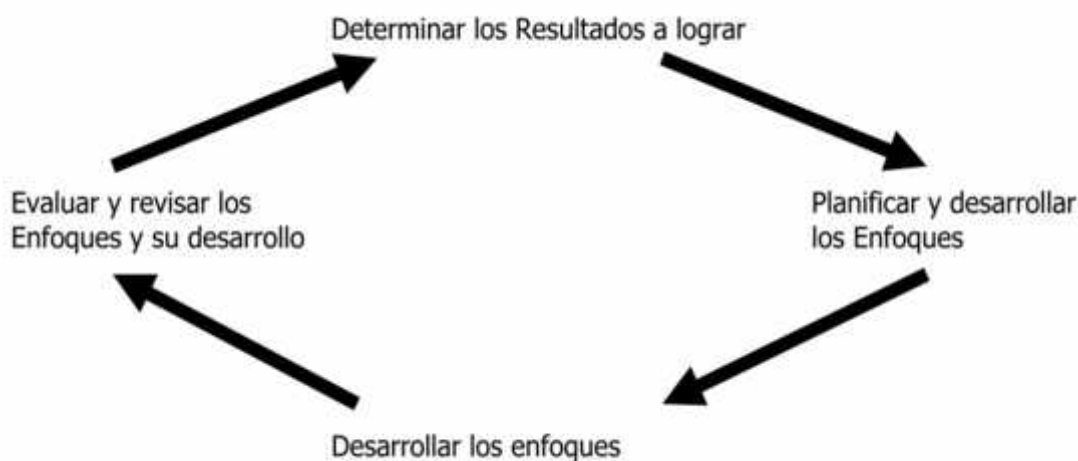 Determinar los Resultados a lograr
Planificar y desarrollar
los Enfoques
Desarrollar los enfoques
Evaluar y revisar los
Enfoques y su desarrollo